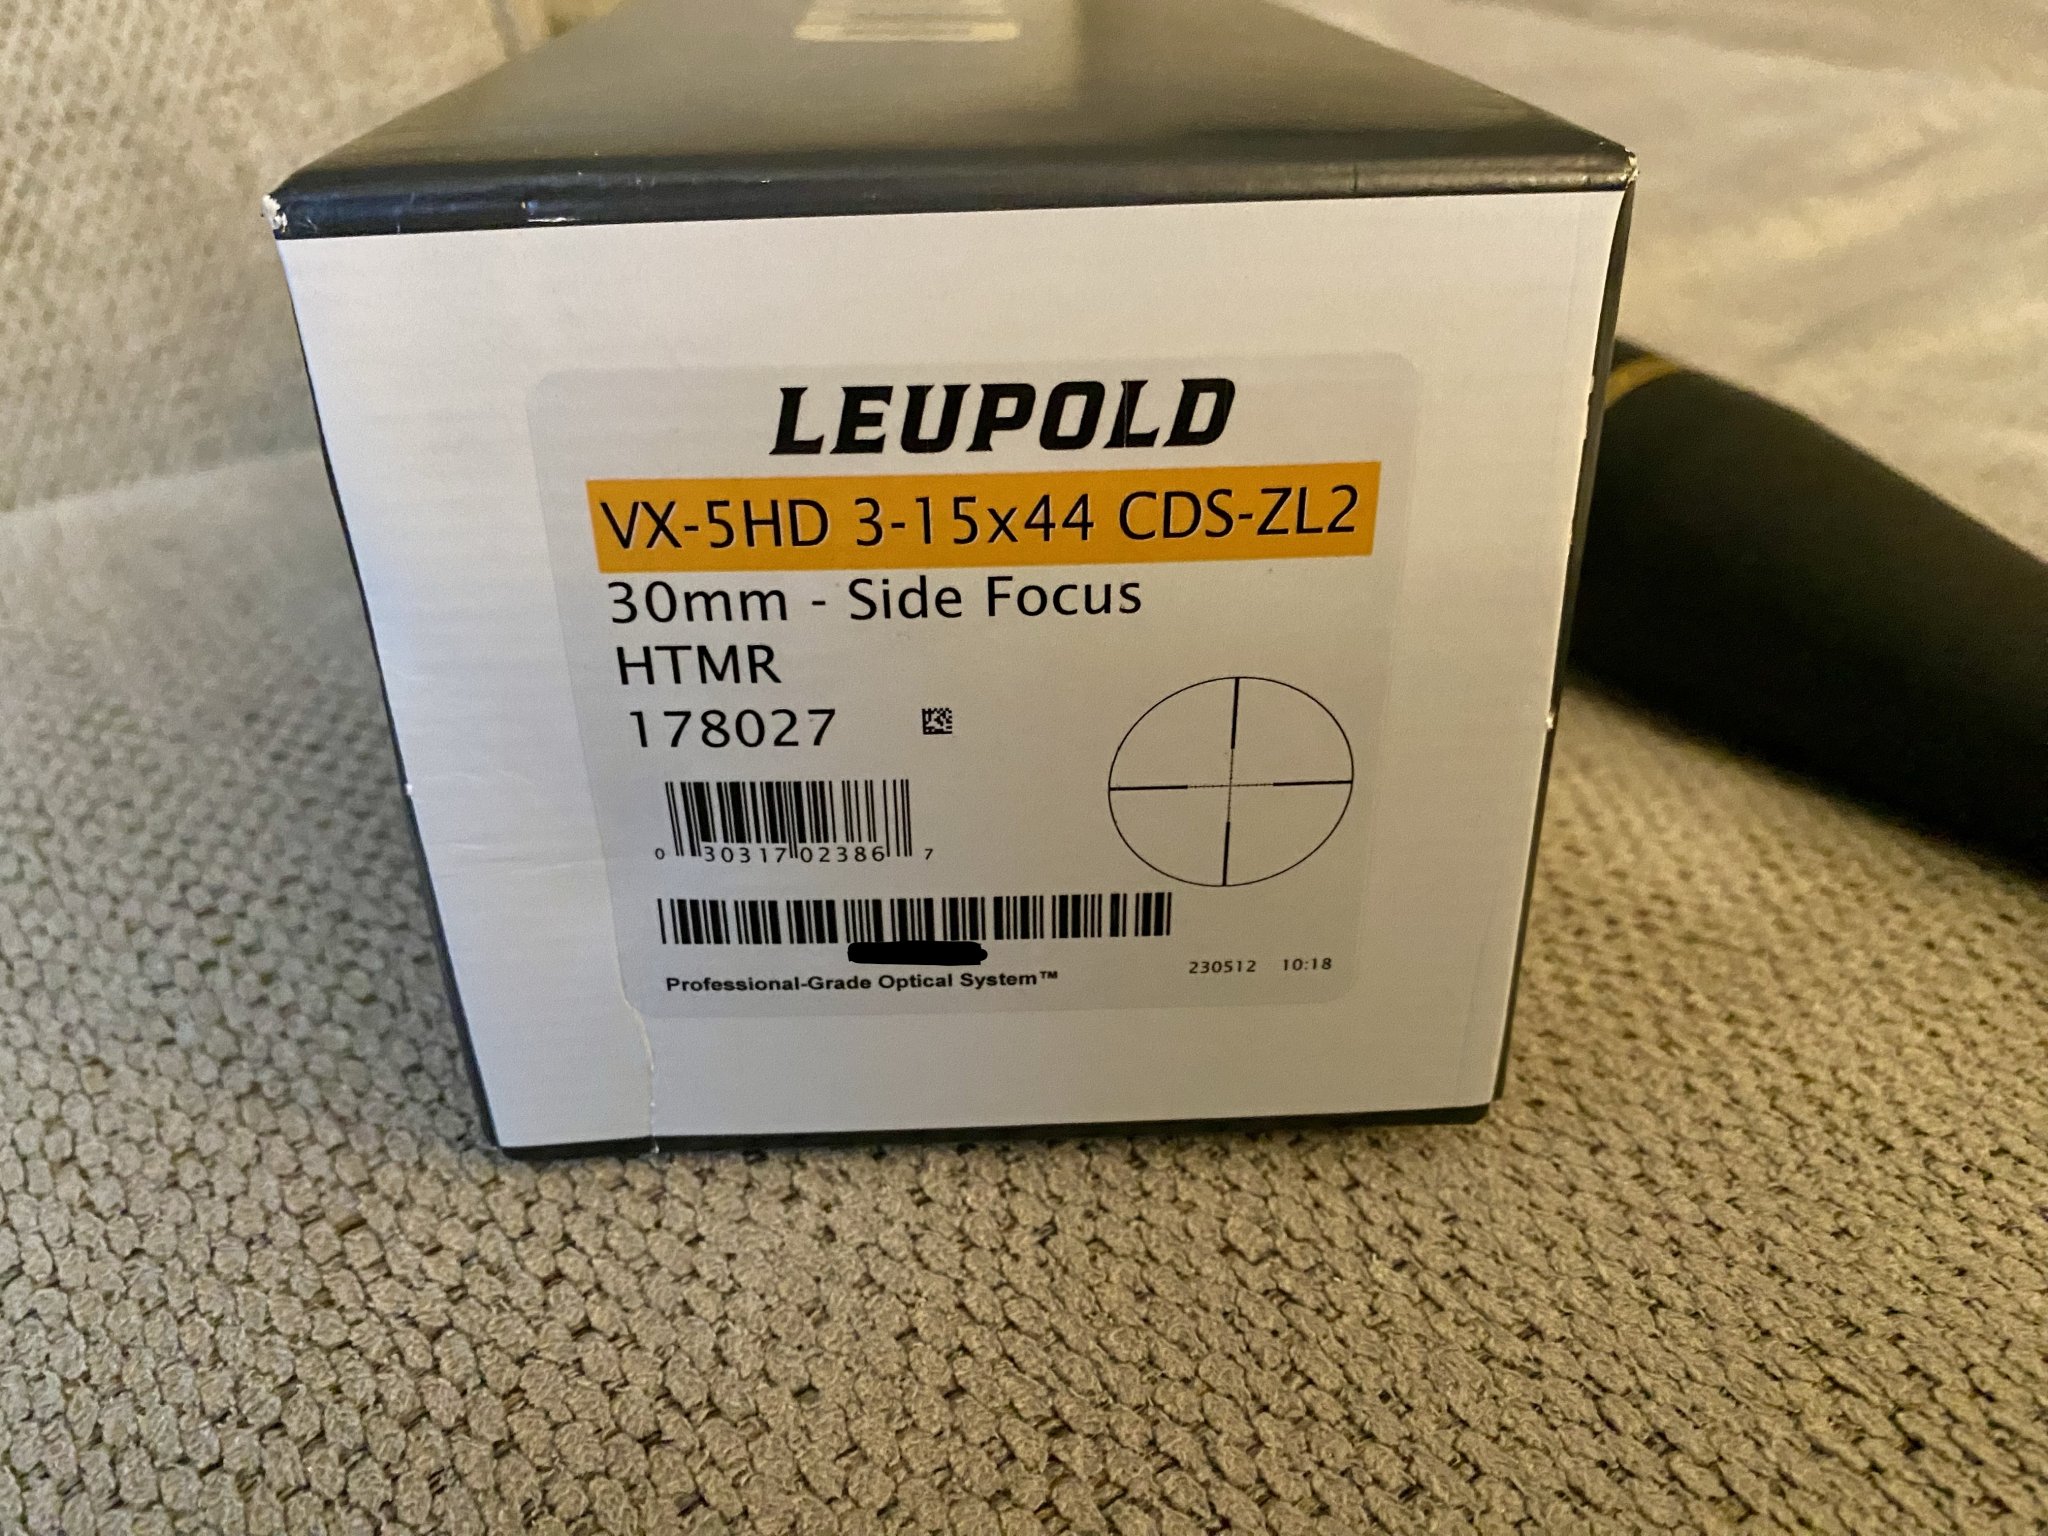 LEUPOLD
VX-5HD 3-15x44 CDS-ZL2
30mm - Side Focus
HTMR
178027
0 30317 02386 7
Professional-Grade Optical System™
230512 10:18